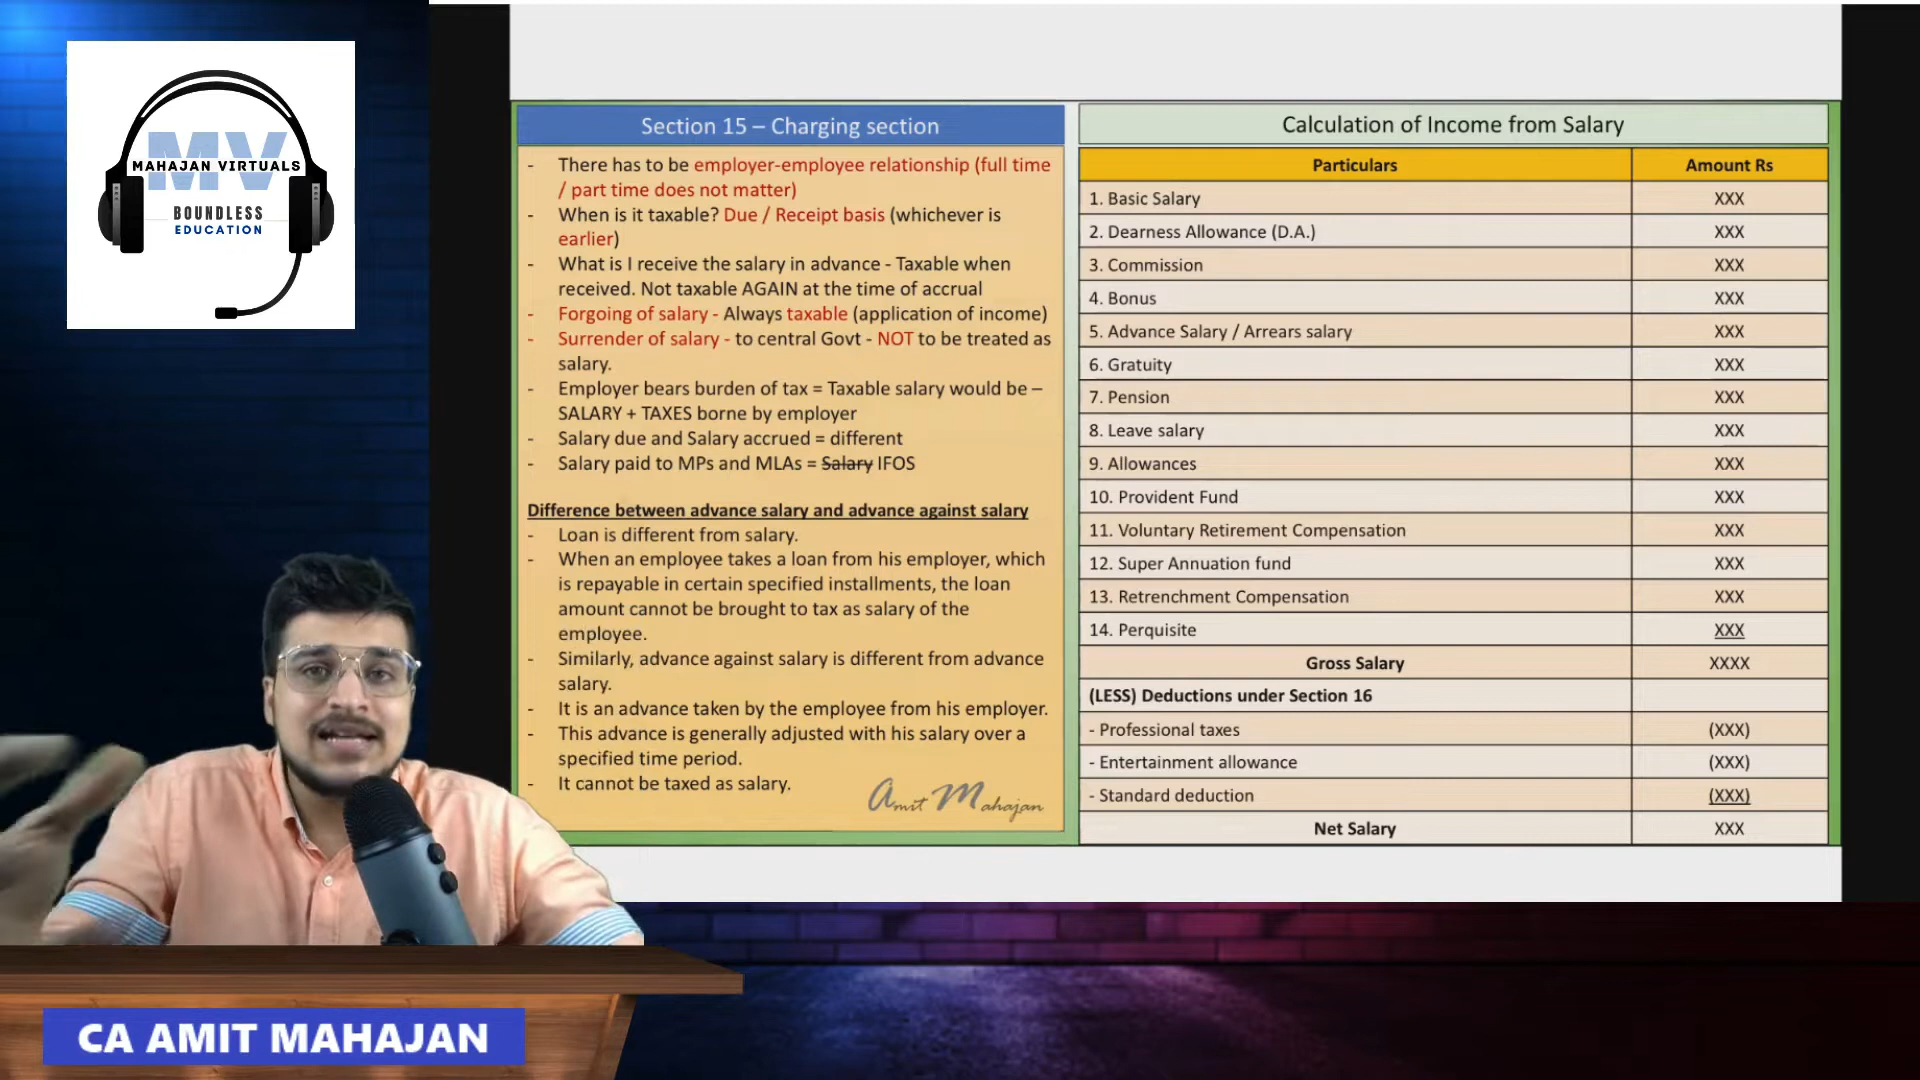 MV
MAHAJAN VIRTUALS
BOUNDLESS
EDUCATION
Section 15 – Charging section
- There has to be employer-employee relationship (full time
/ part time does not matter)
- When is it taxable? Due / Receipt basis (whichever is
earlier)
- What is I receive the salary in advance - Taxable when
received. Not taxable AGAIN at the time of accrual
- Forgoing of salary - Always taxable (application of income)
- Surrender of salary - to central Govt - NOT to be treated as
salary.
- Employer bears burden of tax = Taxable salary would be –
SALARY + TAXES borne by employer
- Salary due and Salary accrued = different
- Salary paid to MPs and MLAs = Salary IFOS
Difference between advance salary and advance against salary
- Loan is different from salary.
- When an employee takes a loan from his employer, which
is repayable in certain specified installments, the loan
amount cannot be brought to tax as salary of the
employee.
- Similarly, advance against salary is different from advance
salary.
- It is an advance taken by the employee from his employer.
- This advance is generally adjusted with his salary over a
specified time period.
- It cannot be taxed as salary.
Amit Mahajan
Calculation of Income from Salary
Particulars Amount Rs
1. Basic Salary XXX
2. Dearness Allowance (D.A.) XXX
3. Commission XXX
4. Bonus XXX
5. Advance Salary / Arrears salary XXX
6. Gratuity XXX
7. Pension XXX
8. Leave salary XXX
9. Allowances XXX
10. Provident Fund XXX
11. Voluntary Retirement Compensation XXX
12. Super Annuation fund XXX
13. Retrenchment Compensation XXX
14. Perquisite XXX
Gross Salary XXXX
(LESS) Deductions under Section 16
- Professional taxes (XXX)
- Entertainment allowance (XXX)
- Standard deduction (XXX)
Net Salary XXX
CA AMIT MAHAJAN